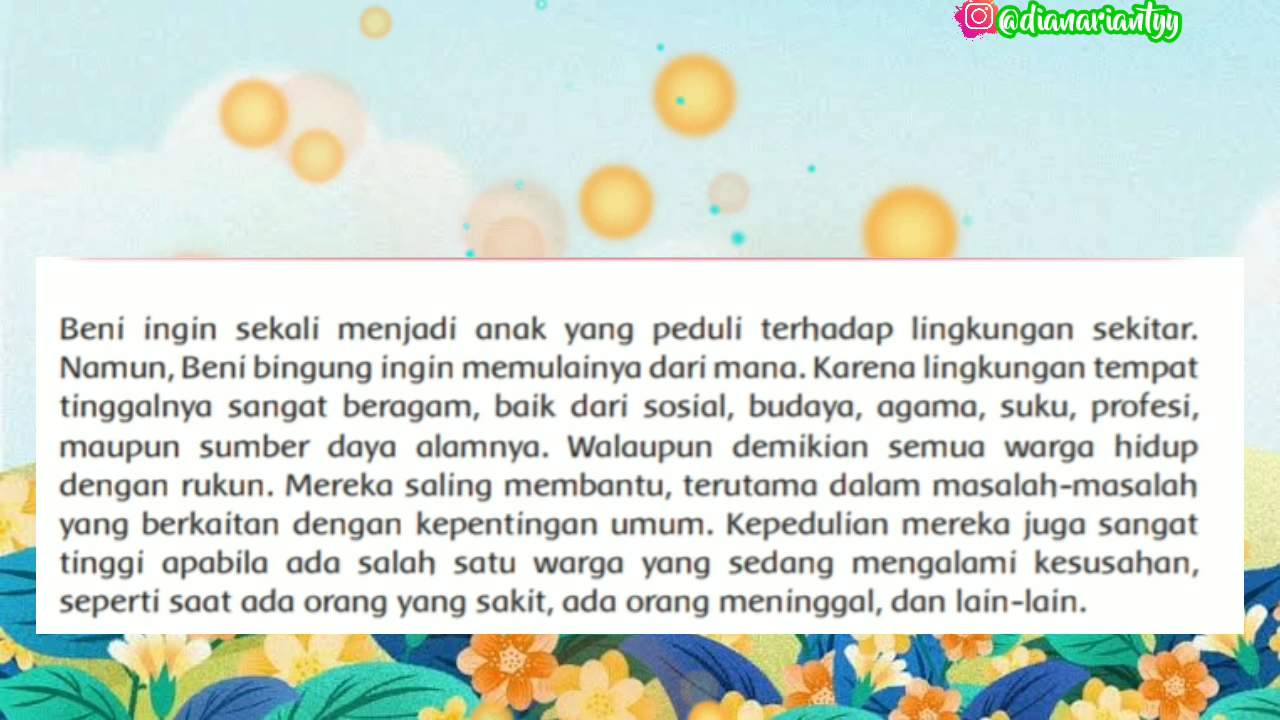 @dianariantyy
Beni ingin sekali menjadi anak yang peduli terhadap lingkungan sekitar.
Namun, Beni bingung ingin memulainya dari mana. Karena lingkungan tempat
tinggalnya sangat beragam, baik dari sosial, budaya, agama, suku, profesi,
maupun sumber daya alamnya. Walaupun demikian semua warga hidup
dengan rukun. Mereka saling membantu, terutama dalam masalah-masalah
yang berkaitan dengan kepentingan umum. Kepedulian mereka juga sangat
tinggi apabila ada salah satu warga yang sedang mengalami kesusahan,
seperti saat ada orang yang sakit, ada orang meninggal, dan lain-lain.